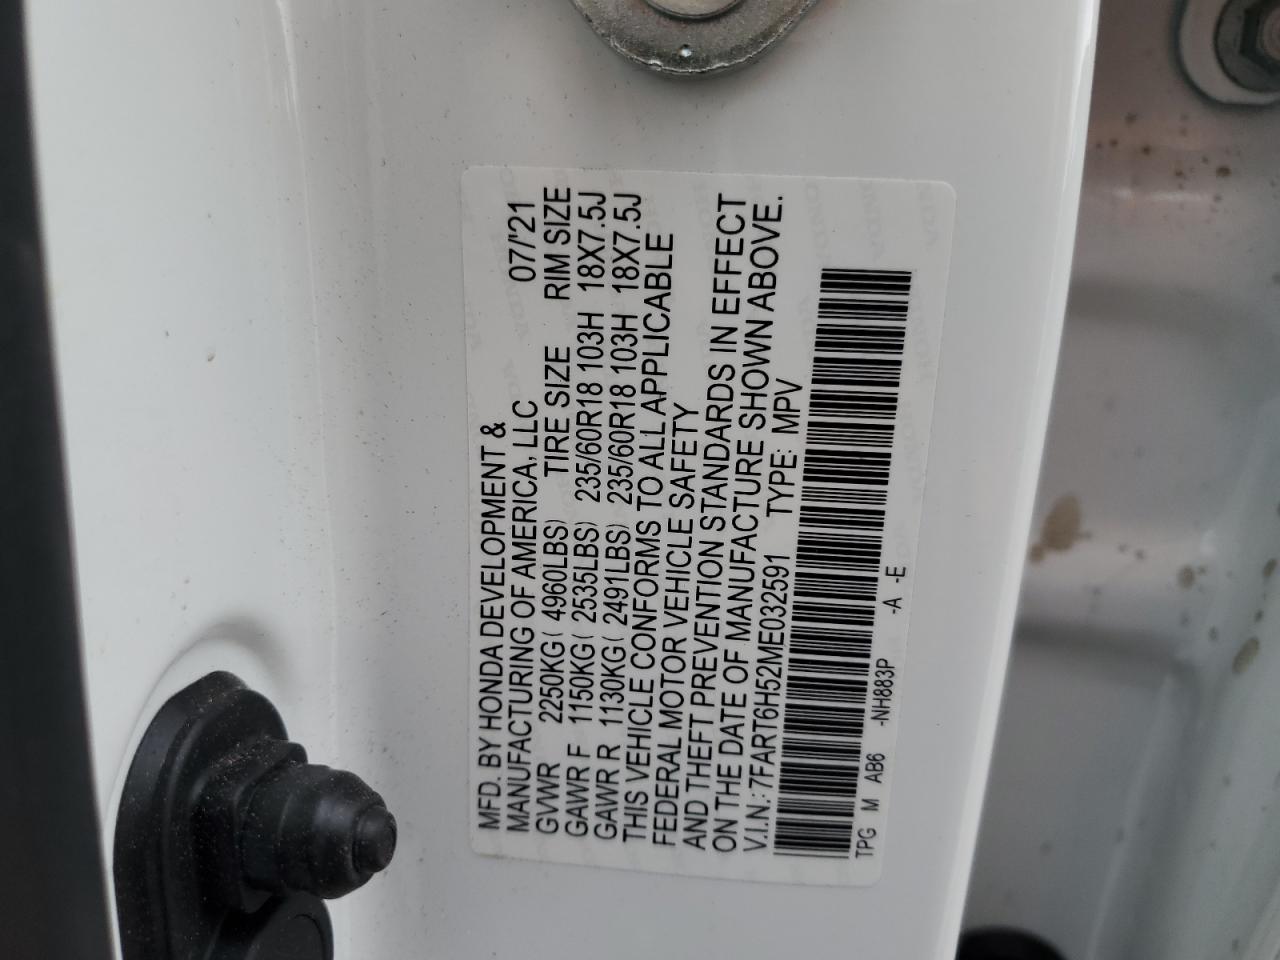 MFD. BY HONDA DEVELOPMENT &
MANUFACTURING OF AMERICA, LLC 07/'21
GVWR 2250KG( 4960LBS) TIRE SIZE RIM SIZE
GAWR F 1150KG( 2535LBS) 235/60R18 103H 18X7.5J
GAWR R 1130KG( 2491LBS) 235/60R18 103H 18X7.5J
THIS VEHICLE CONFORMS TO ALL APPLICABLE
FEDERAL MOTOR VEHICLE SAFETY
AND THEFT PREVENTION STANDARDS IN EFFECT
ON THE DATE OF MANUFACTURE SHOWN ABOVE.
V.I.N.: 7FART6H52ME032591 TYPE: MPV
TPG M AB6 -NH883P -A -E